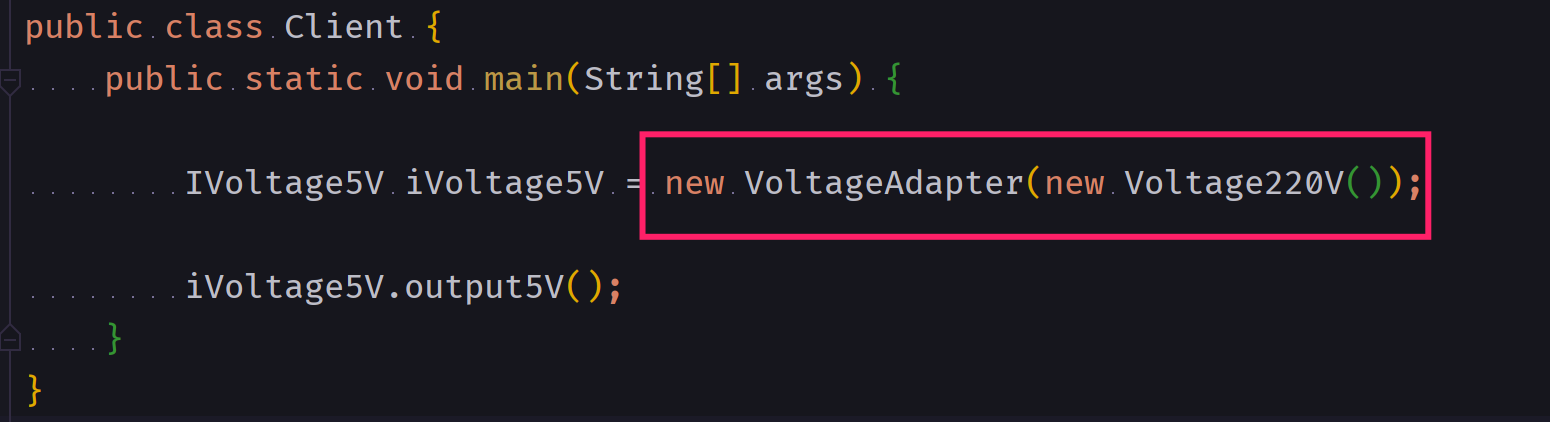 public class Client {
    public static void main(String[] args) {
        IVoltage5V iVoltage5V = new VoltageAdapter(new Voltage220V());
        iVoltage5V.output5V();
    }
}